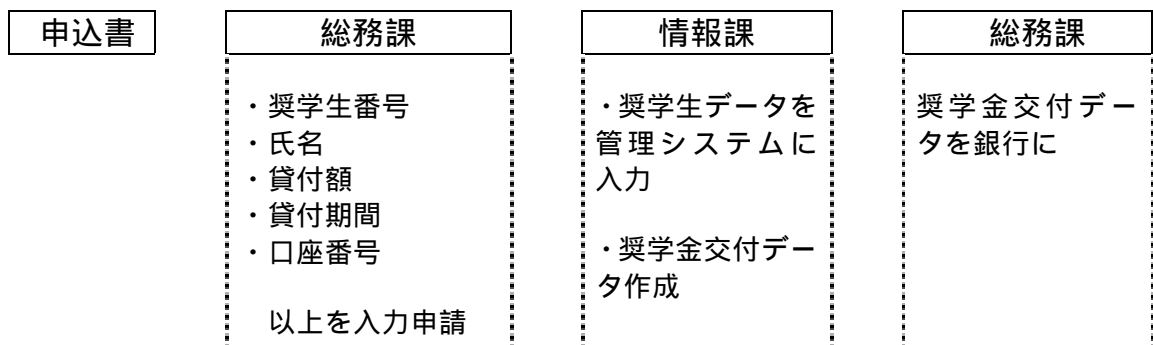 申込書
総務課
・奨学生番号
・氏名
・貸付額
・貸付期間
・口座番号
以上を入力申請
情報課
・奨学生データを
管理システムに
入力
・奨学金交付デー
タ作成
総務課
奨学金交付デー
タを銀行に